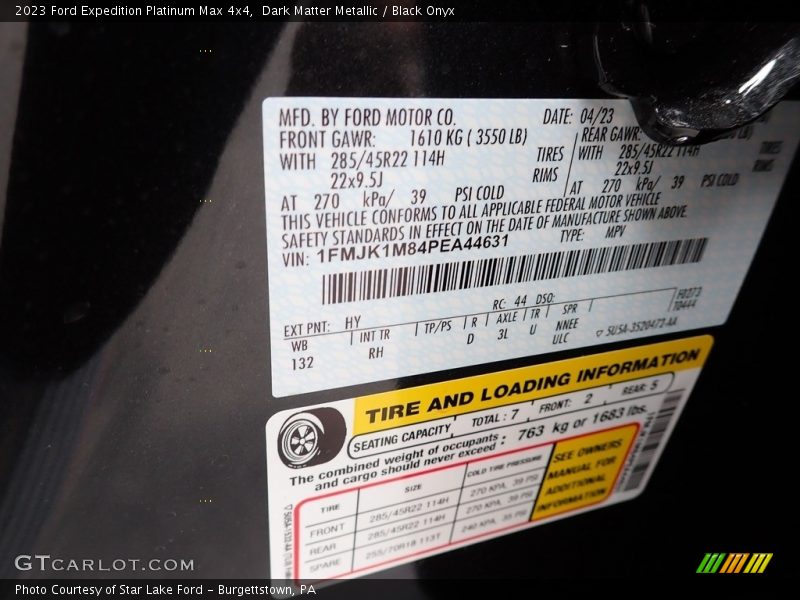 2023 Ford Expedition Platinum Max 4x4, Dark Matter Metallic / Black Onyx
MFD. BY FORD MOTOR CO. DATE: 04/23
FRONT GAWR: 1610 KG ( 3550 LB) REAR GAWR:
WITH 285/45R22 114H TIRES WITH 285/45R22 114H TIRES
22x9.5J RIMS 22x9.5J RIMS
AT 270 kPa/ 39 PSI COLD AT 270 kPa/ 39 PSI COLD
THIS VEHICLE CONFORMS TO ALL APPLICABLE FEDERAL MOTOR VEHICLE
SAFETY STANDARDS IN EFFECT ON THE DATE OF MANUFACTURE SHOWN ABOVE.
VIN: 1FMJK1M84PEA44631 TYPE: MPV
EXT PNT: HY RC: 44 DSO:
WB INT TR TP/PS R AXLE TR SPR
132 RH D 3L U NNEE
ULC
TIRE AND LOADING INFORMATION
SEATING CAPACITY TOTAL : 7 FRONT: 2 REAR: 5
The combined weight of occupants and cargo should never exceed : 763 kg or 1683 lbs.
TIRE SIZE COLD TIRE PRESSURE
FRONT 285/45R22 114H 270 KPA, 39 PSI
REAR 285/45R22 114H 270 KPA, 39 PSI
SPARE 255/70R18 113T 240 KPA, 35 PSI
SEE OWNERS
MANUAL FOR
ADDITIONAL
INFORMATION
GTCARLOT.COM
Photo Courtesy of Star Lake Ford - Burgettstown, PA